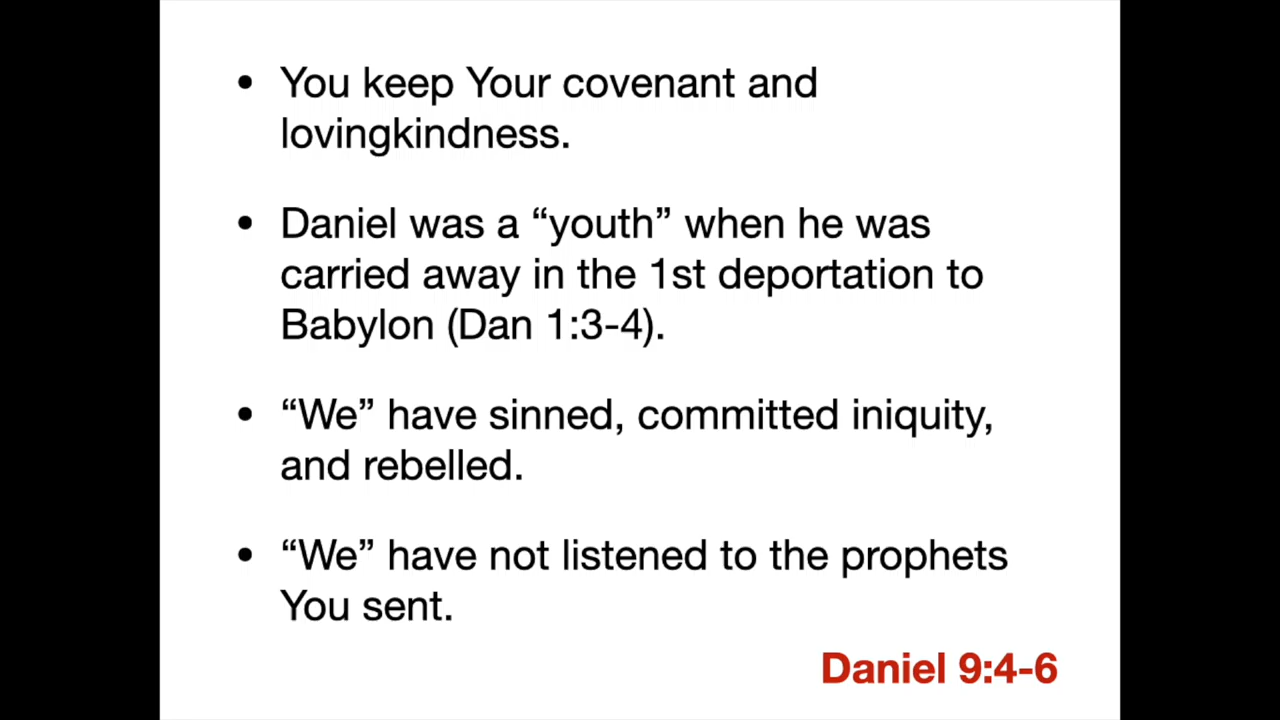 • You keep Your covenant and
lovingkindness.
• Daniel was a “youth” when he was
carried away in the 1st deportation to
Babylon (Dan 1:3-4).
• “We” have sinned, committed iniquity,
and rebelled.
• “We” have not listened to the prophets
You sent.
Daniel 9:4-6